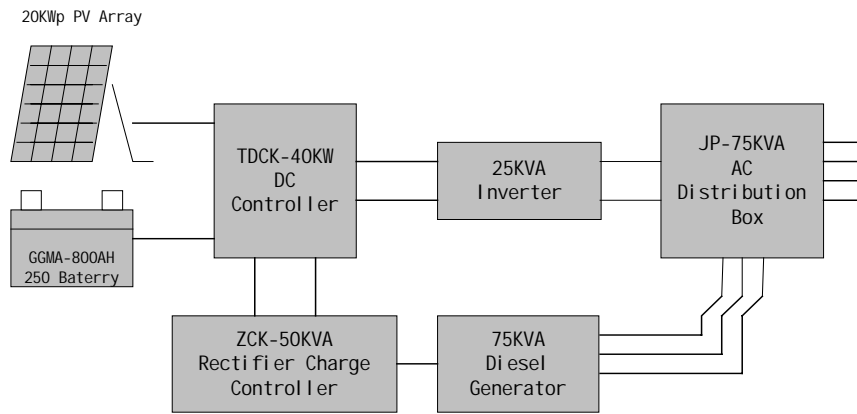 20KWp PV Array
TDCK-40KW
DC
Controller
25KVA
Inverter
JP-75KVA
AC
Distribution
Box
GGMA-800AH
250 Baterry
ZCK-50KVA
Rectifier Charge
Controller
75KVA
Diesel
Generator